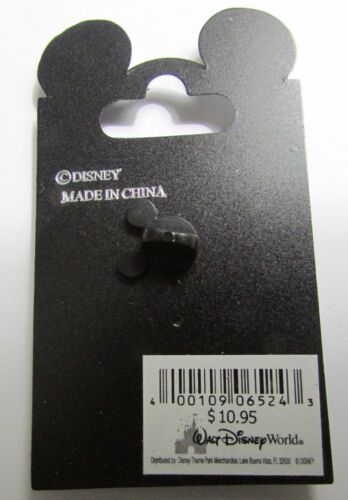 ©DISNEY
MADE IN CHINA
4 00109 06524 3
$10.95
WALT DISNEY World®
Distributed by: Disney Theme Park Merchandise, Lake Buena Vista, FL 32830 © DISNEY